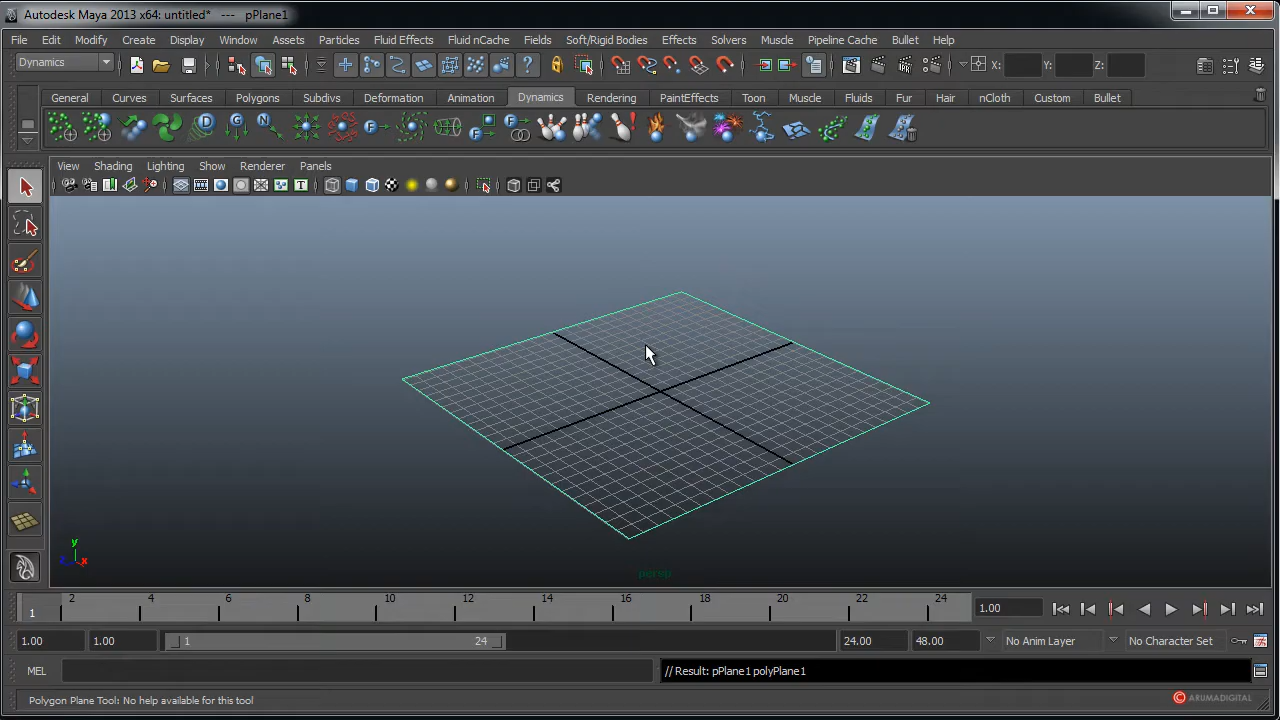 Autodesk Maya 2013 x64: untitled* --- pPlane1
File Edit Modify Create Display Window Assets Particles Fluid Effects Fluid nCache Fields Soft/Rigid Bodies Effects Solvers Muscle Pipeline Cache Bullet Help
Dynamics X: Y: Z:
General Curves Surfaces Polygons Subdivs Deformation Animation Dynamics Rendering PaintEffects Toon Muscle Fluids Fur Hair nCloth Custom Bullet
View Shading Lighting Show Renderer Panels
y
z x
persp
1 2 4 6 8 10 12 14 16 18 20 22 24 1.00
1.00 1.00 1 24 24.00 48.00 No Anim Layer No Character Set
MEL // Result: pPlane1 polyPlane1
Polygon Plane Tool: No help available for this tool
© ARUMADIGITAL